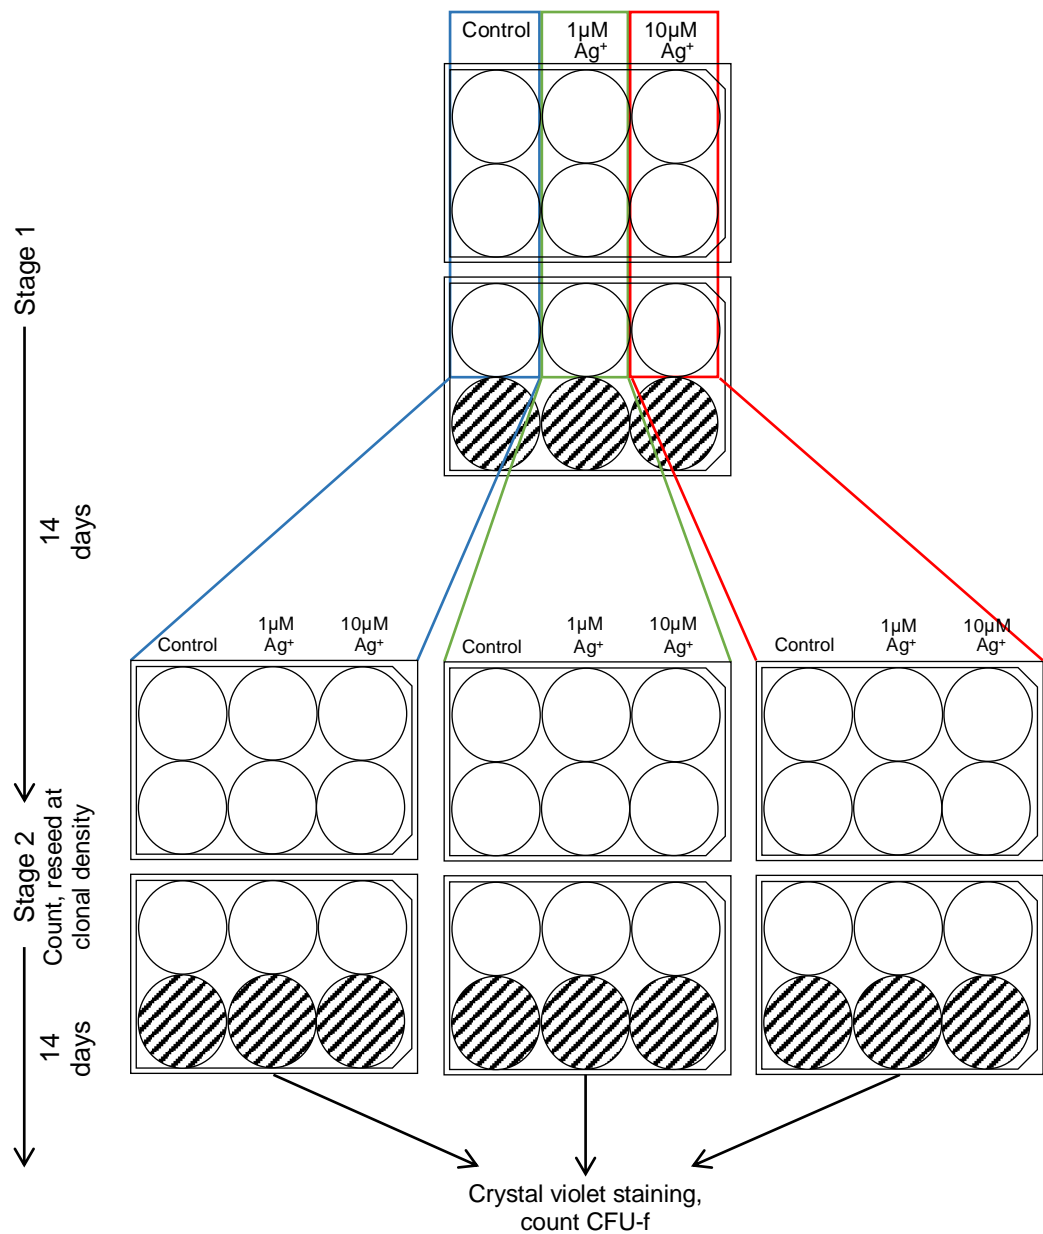 Control
1µM
Ag⁺
10µM
Ag⁺
Stage 1
14
days
Control
1µM
Ag⁺
10µM
Ag⁺
Control
1µM
Ag⁺
10µM
Ag⁺
Control
1µM
Ag⁺
10µM
Ag⁺
Stage 2
Count, reseed at
clonal density
14
days
Crystal violet staining,
count CFU-f